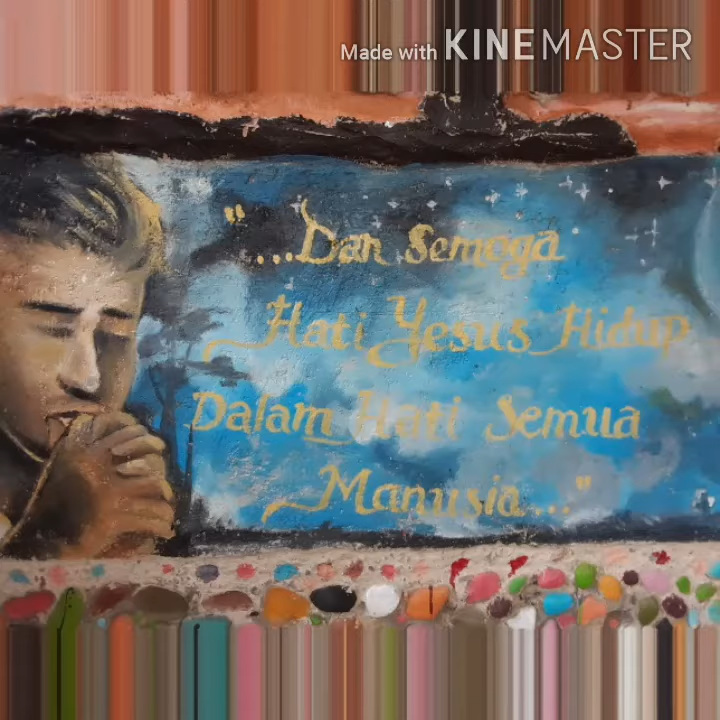 Made with KINEMASTER
"...Dan Semoga
Hati Yesus Hidup
Dalam Hati Semua
Manusia..."